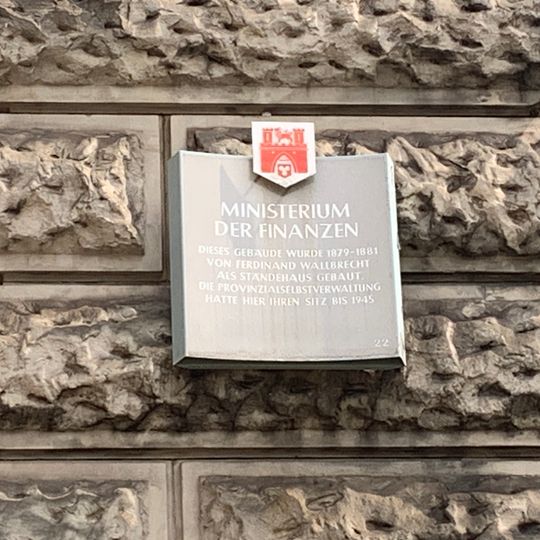 MINISTERIUM
DER FINANZEN
DIESES GEBÄUDE WURDE 1879-1881
VON FERDINAND WALLBRECHT
ALS STÄNDEHAUS GEBAUT.
DIE PROVINZIALSELBSTVERWALTUNG
HATTE HIER IHREN SITZ BIS 1945
22